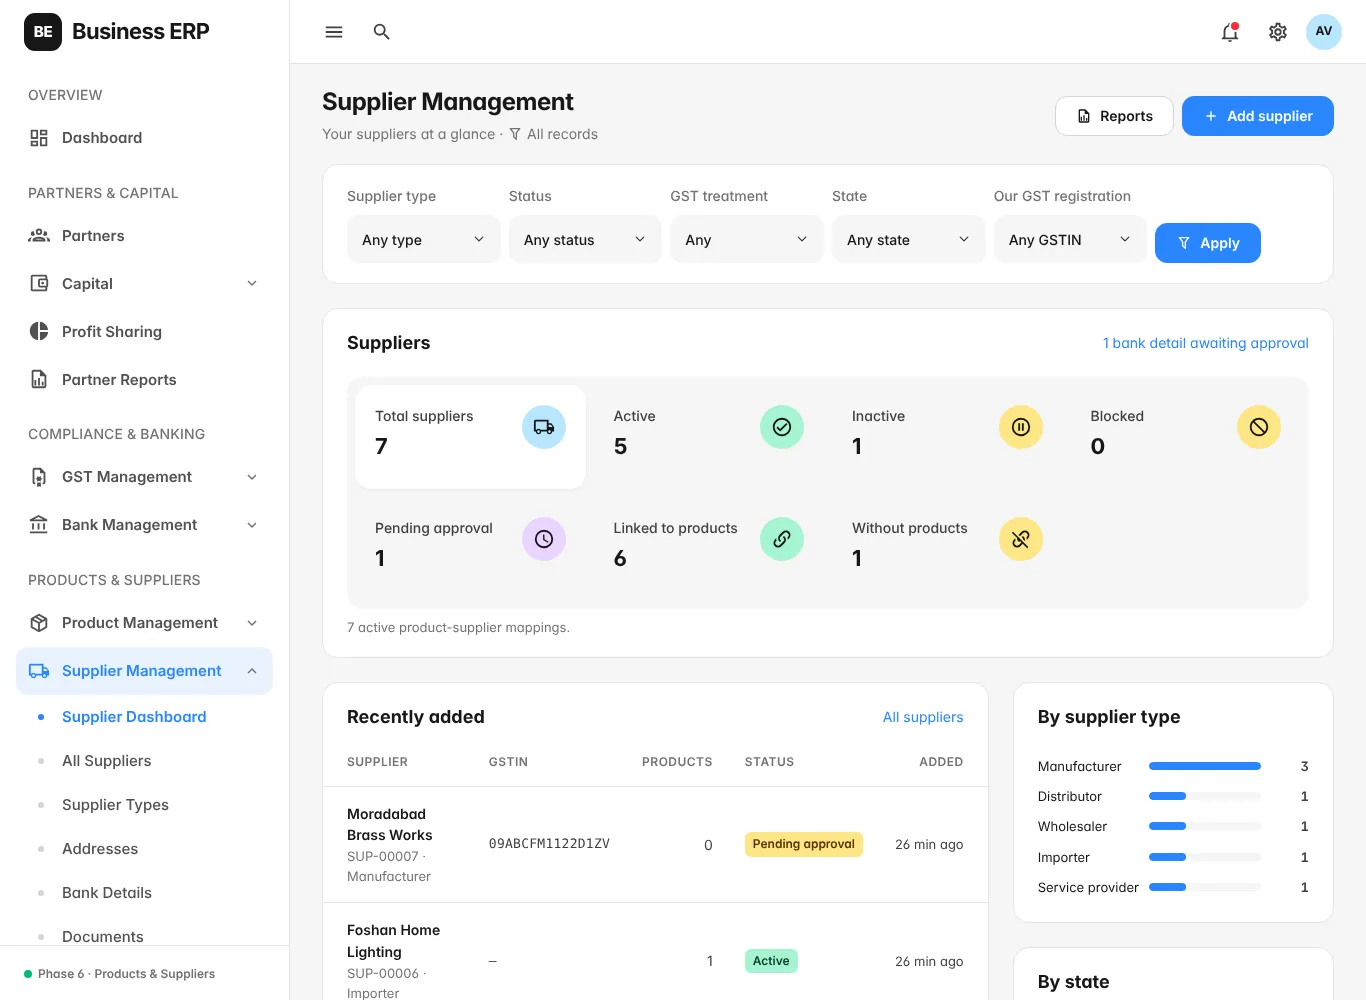 BE Business ERP
AV
OVERVIEW
Dashboard
PARTNERS & CAPITAL
Partners
Capital
Profit Sharing
Partner Reports
COMPLIANCE & BANKING
GST Management
Bank Management
PRODUCTS & SUPPLIERS
Product Management
Supplier Management
Supplier Dashboard
All Suppliers
Supplier Types
Addresses
Bank Details
Documents
Phase 6 · Products & Suppliers
Supplier Management
Your suppliers at a glance · All records
Reports
Add supplier
Supplier type Status GST treatment State Our GST registration
Any type Any status Any Any state Any GSTIN Apply
Suppliers
1 bank detail awaiting approval
Total suppliers
7
Active
5
Inactive
1
Blocked
0
Pending approval
1
Linked to products
6
Without products
1
7 active product-supplier mappings.
Recently added
All suppliers
SUPPLIER GSTIN PRODUCTS STATUS ADDED
Moradabad
Brass Works
SUP-00007 ·
Manufacturer
09ABCFM1122D1ZV 0 Pending approval 26 min ago
Foshan Home
Lighting
SUP-00006 ·
Importer
– 1 Active 26 min ago
By supplier type
Manufacturer 3
Distributor 1
Wholesaler 1
Importer 1
Service provider 1
By state